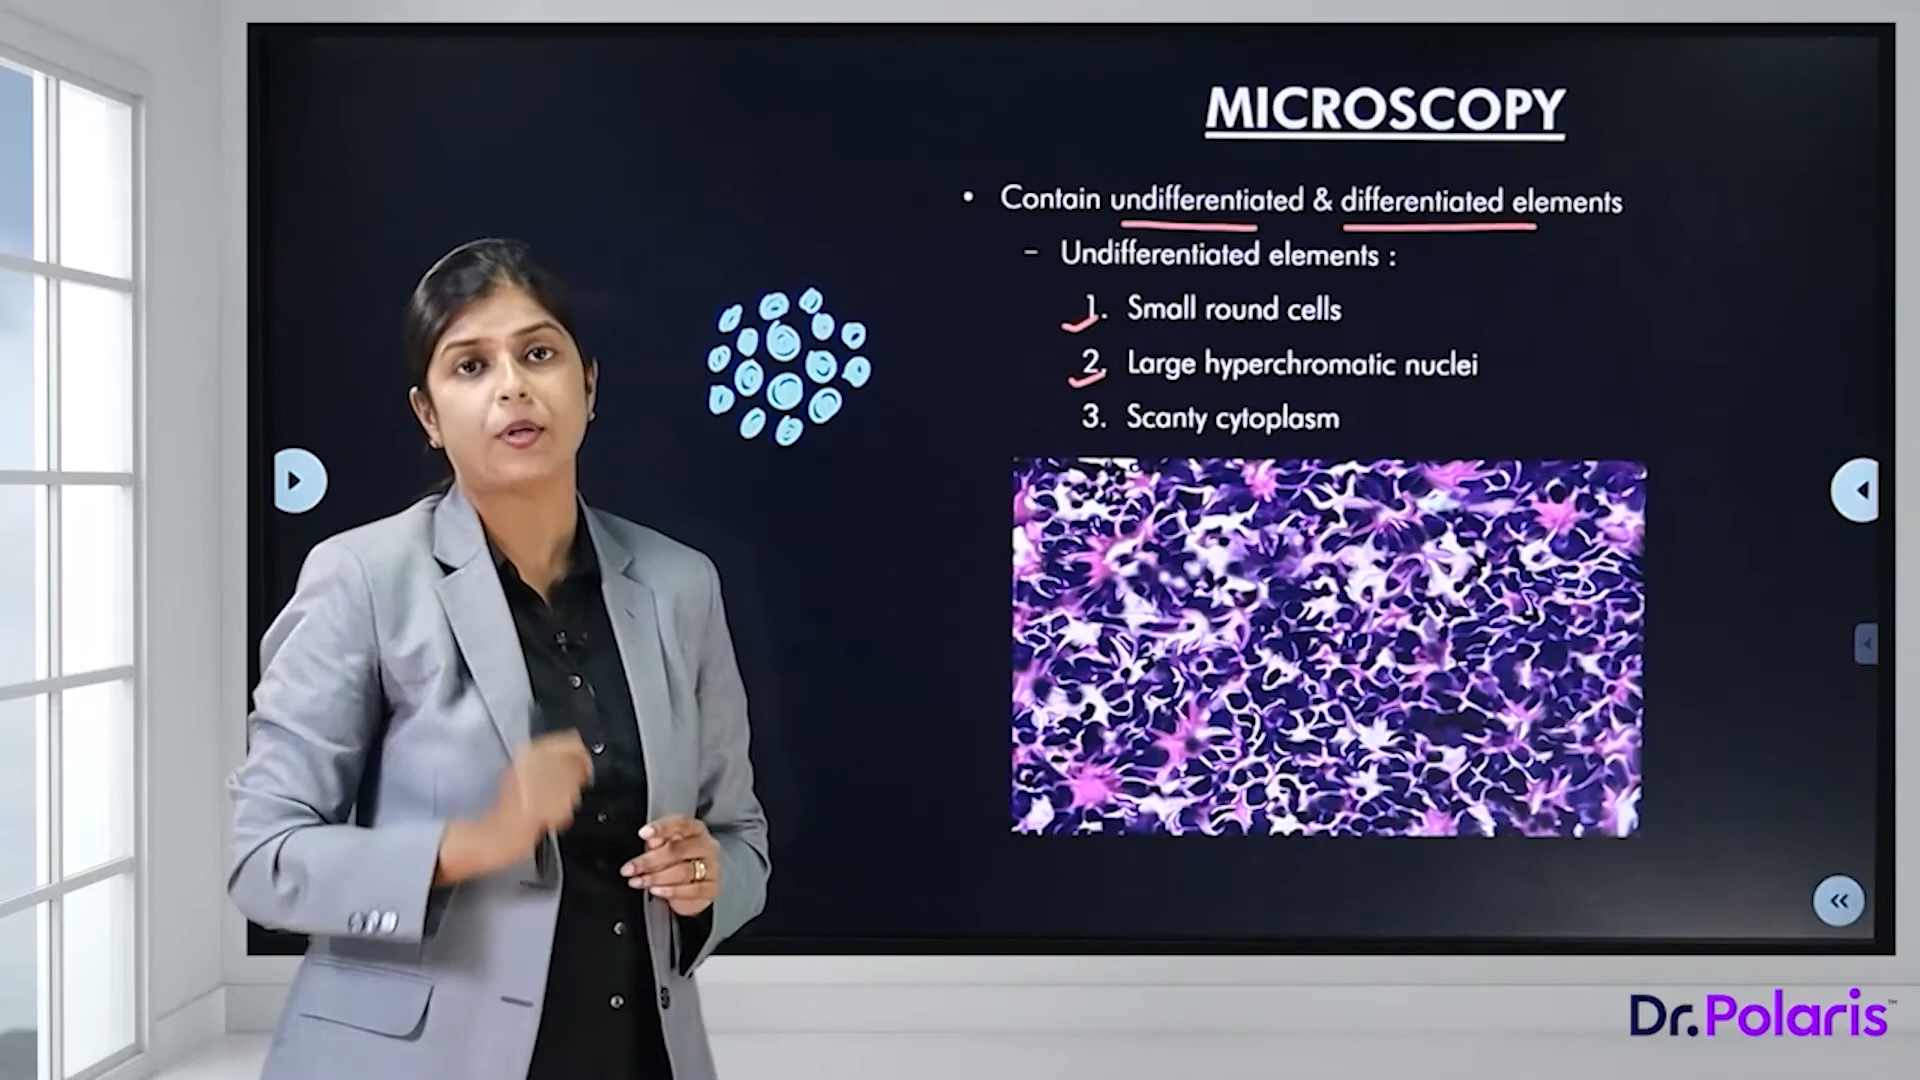 MICROSCOPY
• Contain undifferentiated & differentiated elements
– Undifferentiated elements :
1. Small round cells
2. Large hyperchromatic nuclei
3. Scanty cytoplasm
Dr.Polaris™